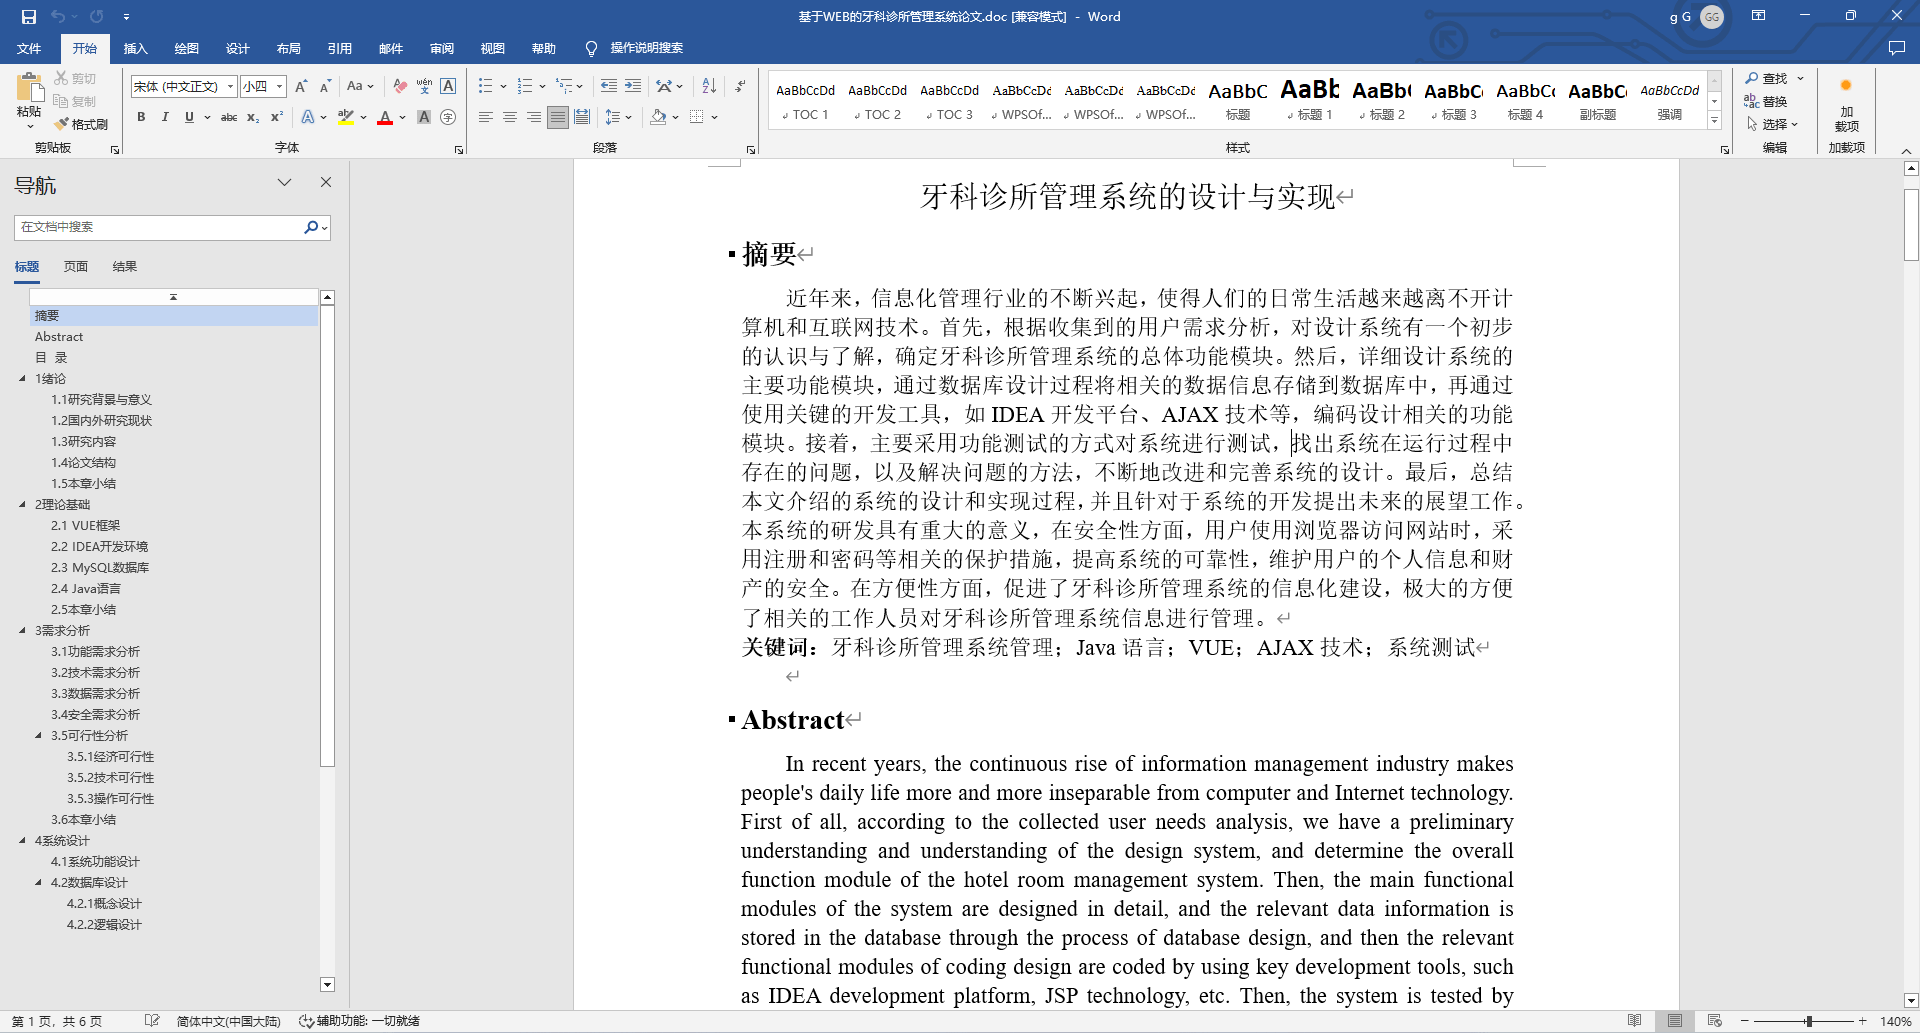 基于WEB的牙科诊所管理系统论文.doc [兼容模式] - Word
g G
GG
文件 开始 插入 绘图 设计 布局 引用 邮件 审阅 视图 帮助 操作说明搜索
粘贴
剪切
复制
格式刷
剪贴板
宋体 (中文正文) 小四
字体
段落
AaBbCcDd AaBbCcDd AaBbCcDd AaBbCcDd AaBbCcDd AaBbCcDd AaBbC AaBb AaBb( AaBbC AaBbC AaBbC AaBbCcDd
TOC 1 TOC 2 TOC 3 WPSOf... WPSOf... WPSOf... 标题 标题 1 标题 2 标题 3 标题 4 副标题 强调
样式
查找
替换
选择
编辑
加载项
加载项
导航
在文档中搜索
标题 页面 结果
摘要
Abstract
目 录
1绪论
1.1研究背景与意义
1.2国内外研究现状
1.3研究内容
1.4论文结构
1.5本章小结
2理论基础
2.1 VUE框架
2.2 IDEA开发环境
2.3 MySQL数据库
2.4 Java语言
2.5本章小结
3需求分析
3.1功能需求分析
3.2技术需求分析
3.3数据需求分析
3.4安全需求分析
3.5可行性分析
3.5.1经济可行性
3.5.2技术可行性
3.5.3操作可行性
3.6本章小结
4系统设计
4.1系统功能设计
4.2数据库设计
4.2.1概念设计
4.2.2逻辑设计
牙科诊所管理系统的设计与实现
摘要
近年来，信息化管理行业的不断兴起，使得人们的日常生活越来越离不开计
算机和互联网技术。首先，根据收集到的用户需求分析，对设计系统有一个初步
的认识与了解，确定牙科诊所管理系统的总体功能模块。然后，详细设计系统的
主要功能模块，通过数据库设计过程将相关的数据信息存储到数据库中，再通过
使用关键的开发工具，如 IDEA 开发平台、AJAX 技术等，编码设计相关的功能
模块。接着，主要采用功能测试的方式对系统进行测试，找出系统在运行过程中
存在的问题，以及解决问题的方法，不断地改进和完善系统的设计。最后，总结
本文介绍的系统的设计和实现过程，并且针对于系统的开发提出未来的展望工作。
本系统的研发具有重大的意义，在安全性方面，用户使用浏览器访问网站时，采
用注册和密码等相关的保护措施，提高系统的可靠性，维护用户的个人信息和财
产的安全。在方便性方面，促进了牙科诊所管理系统的信息化建设，极大的方便
了相关的工作人员对牙科诊所管理系统信息进行管理。
关键词：牙科诊所管理系统管理；Java 语言；VUE；AJAX 技术；系统测试
Abstract
In recent years, the continuous rise of information management industry makes
people's daily life more and more inseparable from computer and Internet technology.
First of all, according to the collected user needs analysis, we have a preliminary
understanding and understanding of the design system, and determine the overall
function module of the hotel room management system. Then, the main functional
modules of the system are designed in detail, and the relevant data information is
stored in the database through the process of database design, and then the relevant
functional modules of coding design are coded by using key development tools, such
as IDEA development platform, JSP technology, etc. Then, the system is tested by
第 1 页，共 6 页 简体中文(中国大陆) 辅助功能: 一切就绪 140%